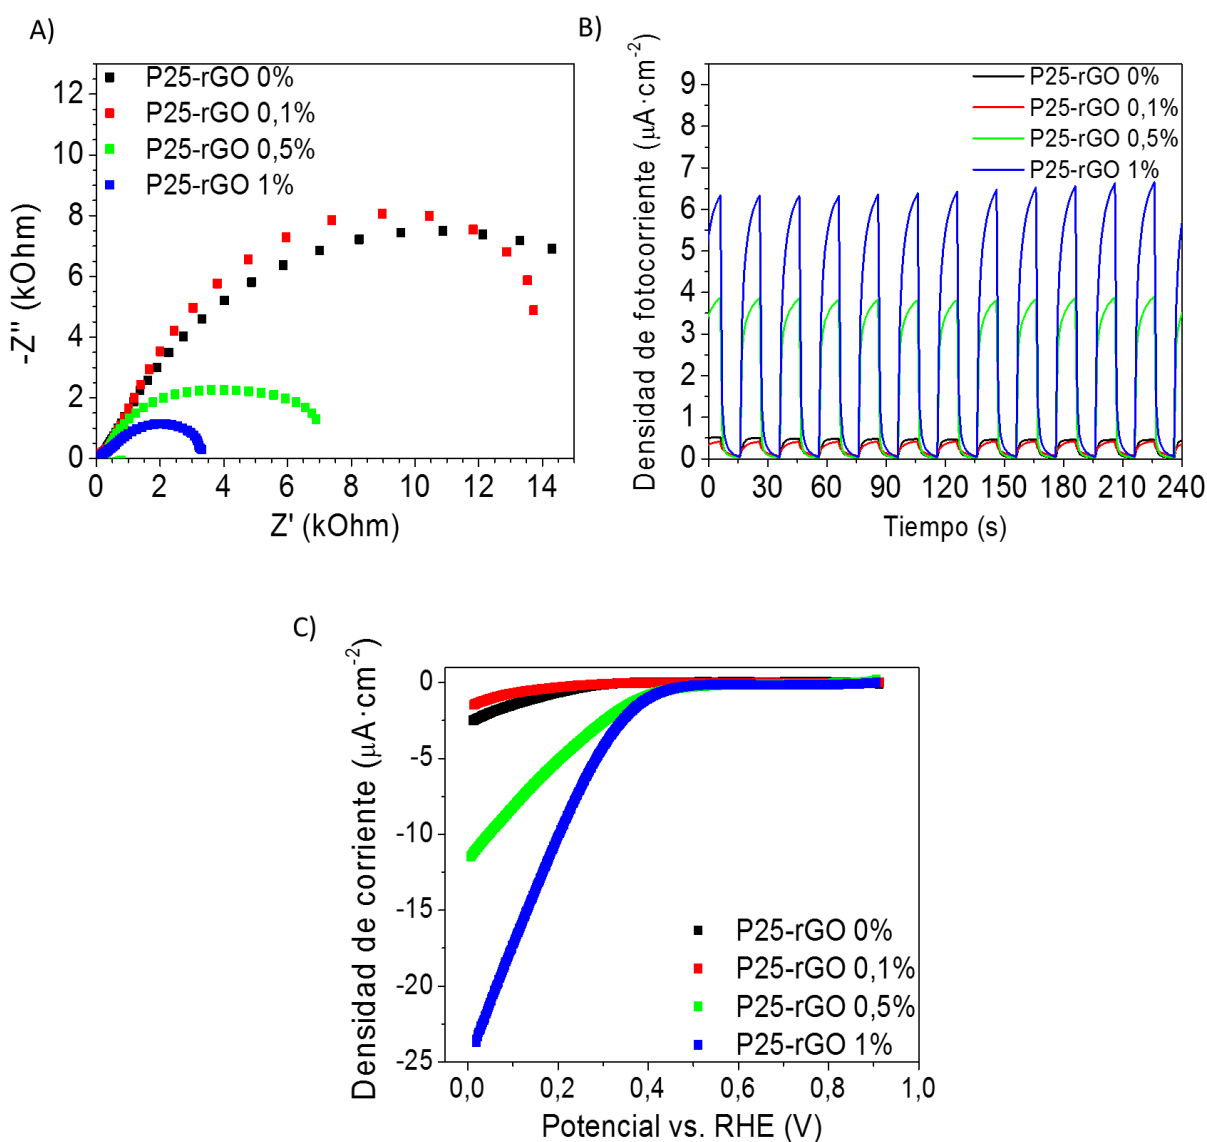 A)
P25-rGO 0%
P25-rGO 0,1%
P25-rGO 0,5%
P25-rGO 1%
12
10
8
6
4
2
0
-Z" (kOhm)
0 2 4 6 8 10 12 14
Z' (kOhm)
B)
P25-rGO 0%
P25-rGO 0,1%
P25-rGO 0,5%
P25-rGO 1%
9
8
7
6
5
4
3
2
1
0
Densidad de fotocorriente (μA·cm⁻²)
0 30 60 90 120 150 180 210 240
Tiempo (s)
C)
0
-5
-10
-15
-20
-25
Densidad de corriente (μA·cm⁻²)
P25-rGO 0%
P25-rGO 0,1%
P25-rGO 0,5%
P25-rGO 1%
0,0 0,2 0,4 0,6 0,8 1,0
Potencial vs. RHE (V)